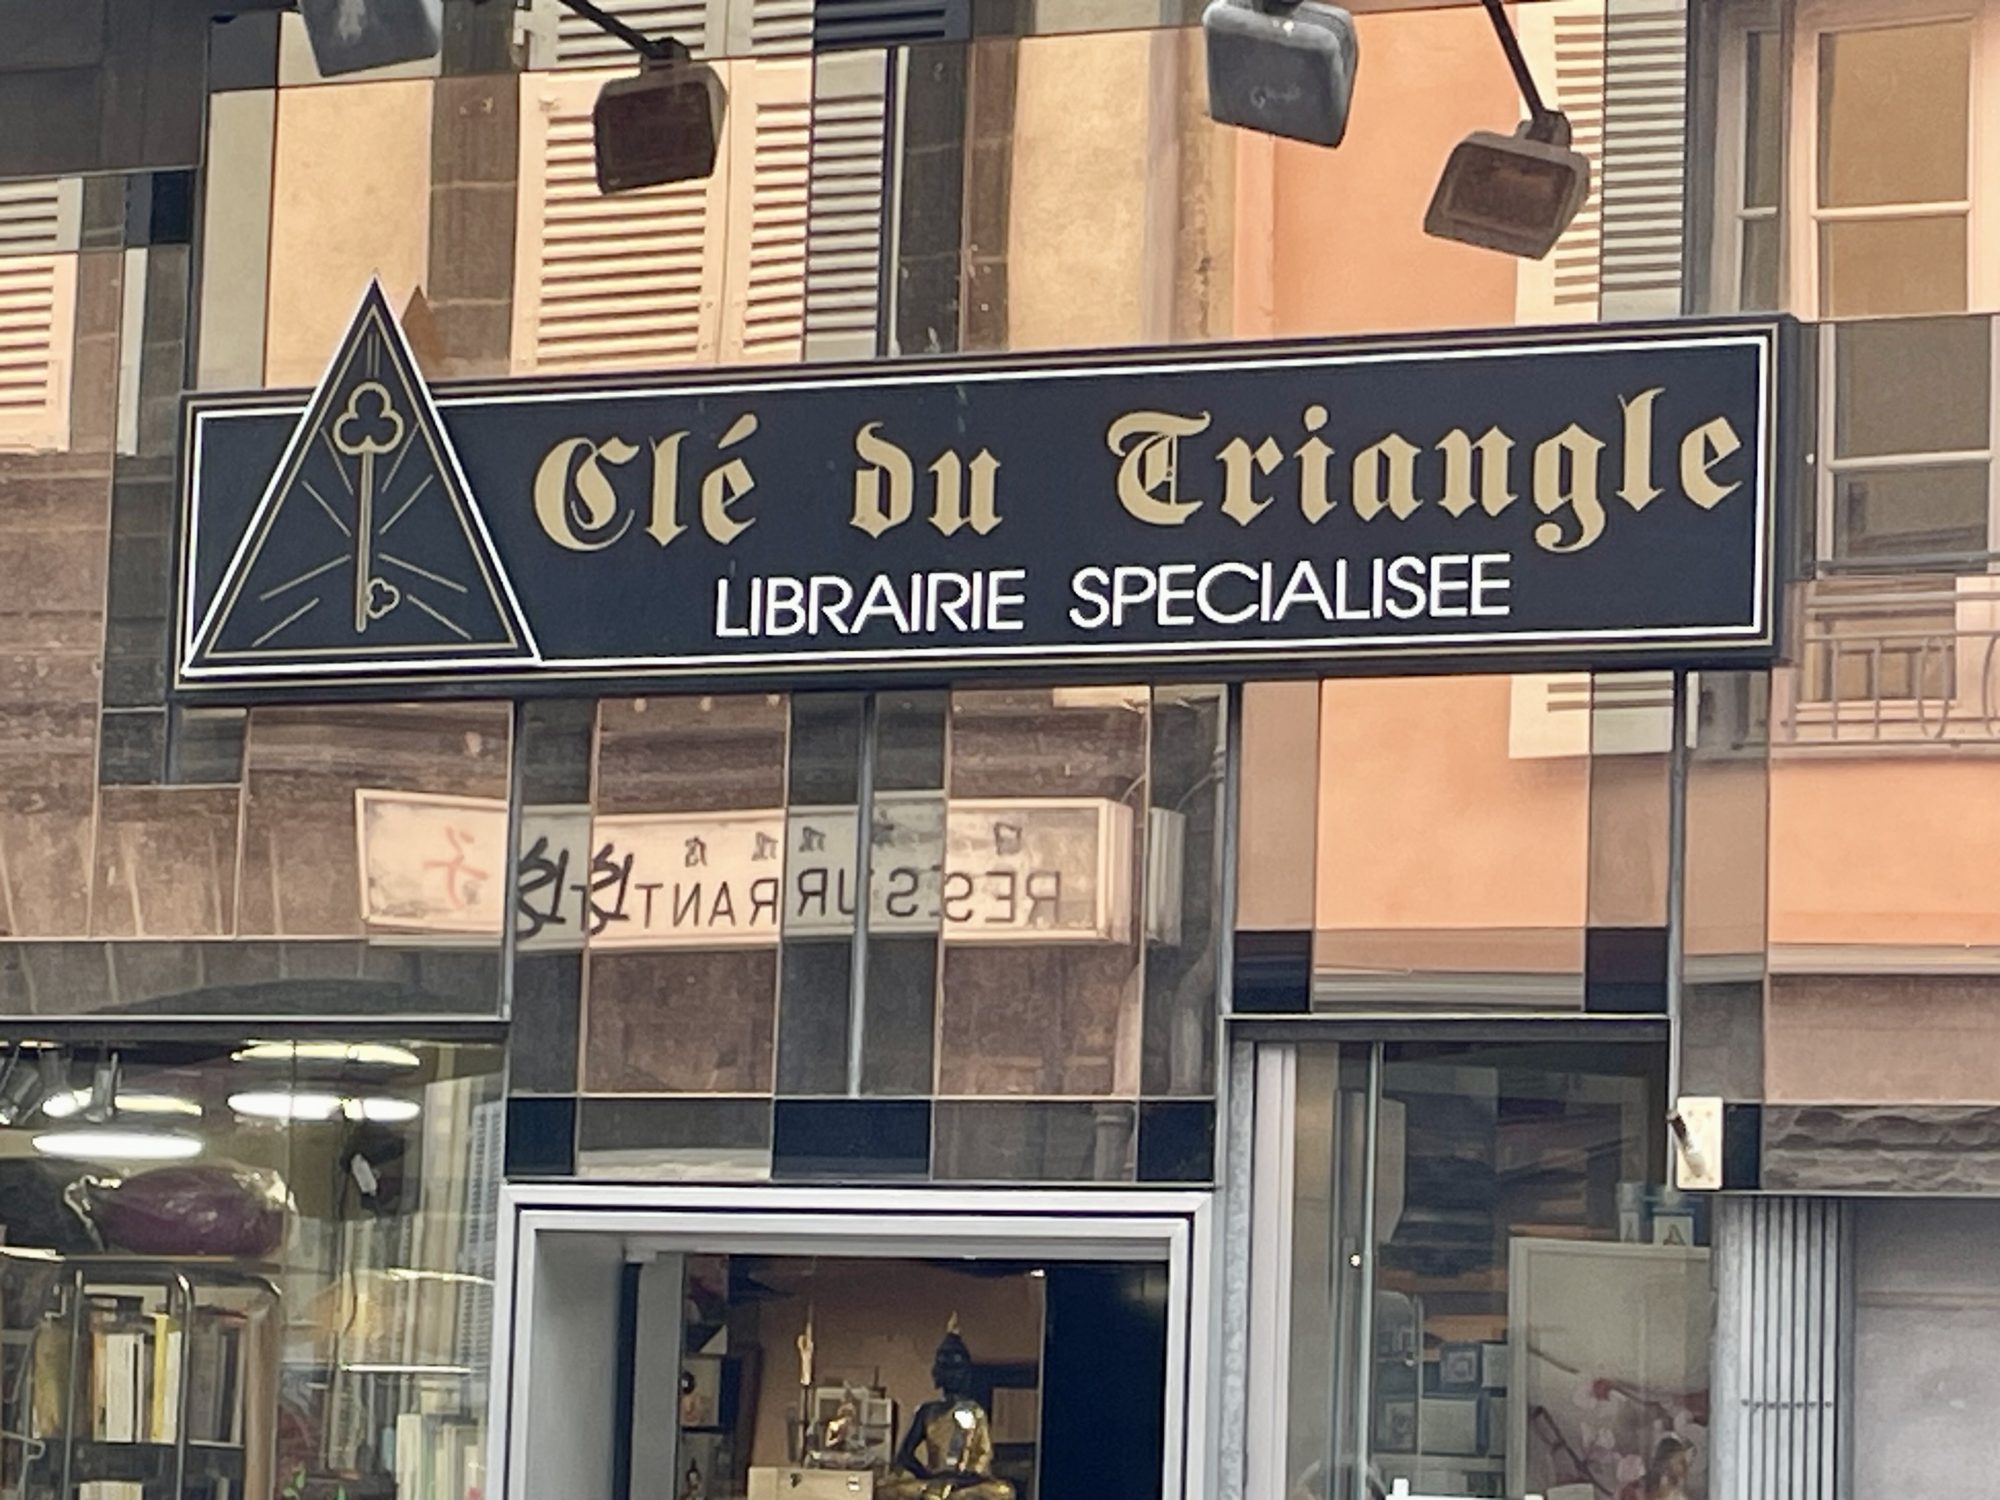 Clé du Triangle
LIBRAIRIE SPECIALISEE